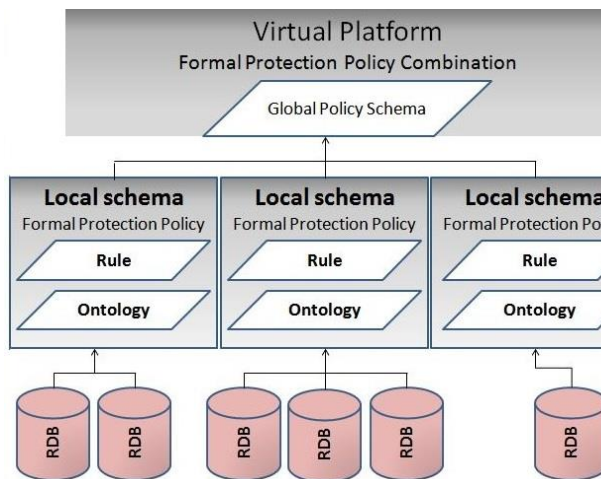 Virtual Platform
Formal Protection Policy Combination
Global Policy Schema
Local schema
Formal Protection Policy
Rule
Ontology
Local schema
Formal Protection Policy
Rule
Ontology
Local schema
Formal Protection Po
Rule
Ontology
RDB
RDB
RDB
RDB
RDB
RDB